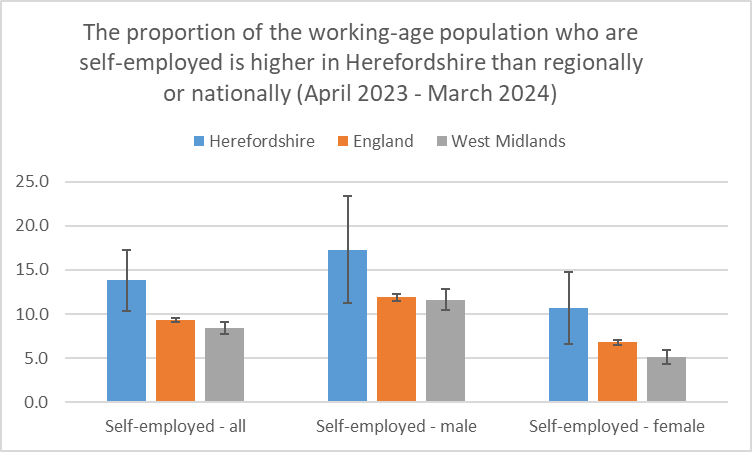 The proportion of the working-age population who are
self-employed is higher in Herefordshire than regionally
or nationally (April 2023 - March 2024)
Herefordshire England West Midlands
25.0
20.0
15.0
10.0
5.0
0.0
Self-employed - all Self-employed - male Self-employed - female